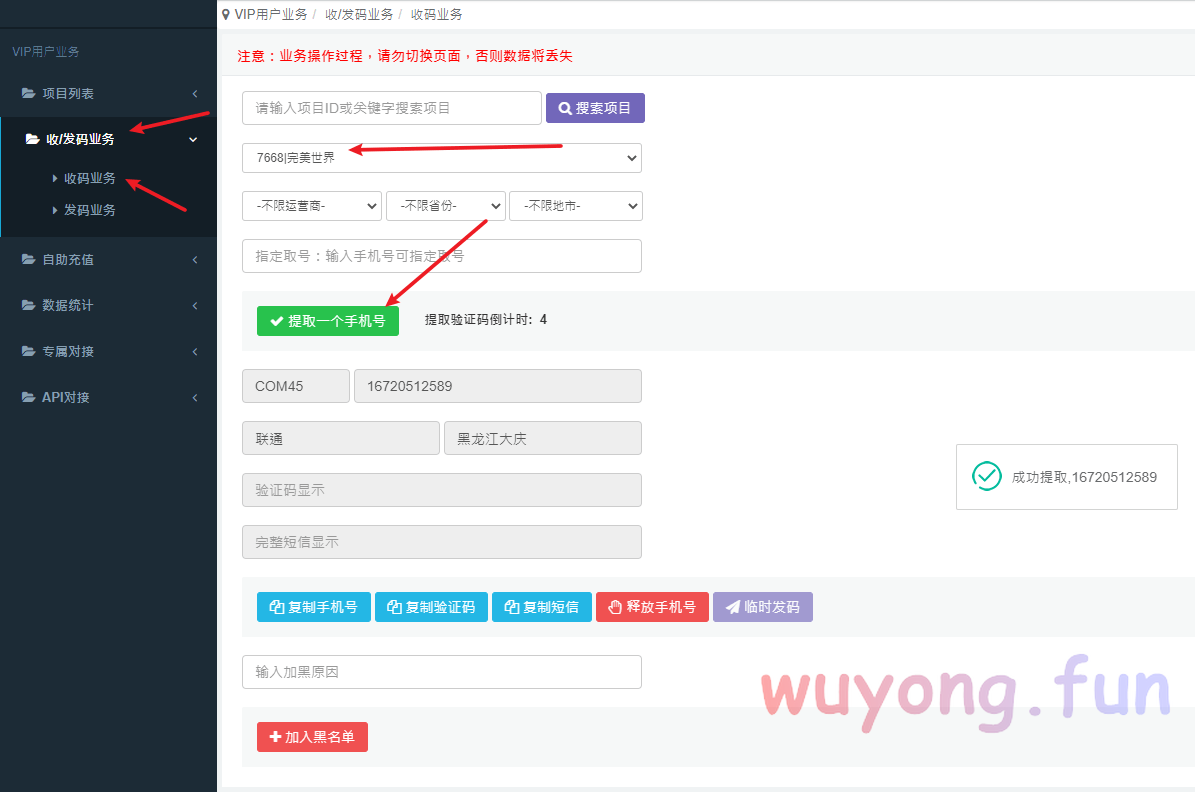 VIP用户业务 / 收/发码业务 / 收码业务
VIP用户业务
项目列表
收/发码业务
收码业务
发码业务
自助充值
数据统计
专属对接
API对接
注意：业务操作过程，请勿切换页面，否则数据将丢失
请输入项目ID或关键字搜索项目 搜索项目
7668|完美世界
-不限运营商- -不限省份- -不限地市-
指定取号：输入手机号可指定取号
提取一个手机号 提取验证码倒计时: 4
COM45 16720512589
联通 黑龙江大庆
成功提取,16720512589
验证码显示
完整短信显示
复制手机号 复制验证码 复制短信 释放手机号 临时发码
输入加黑原因
wuyong.fun
加入黑名单